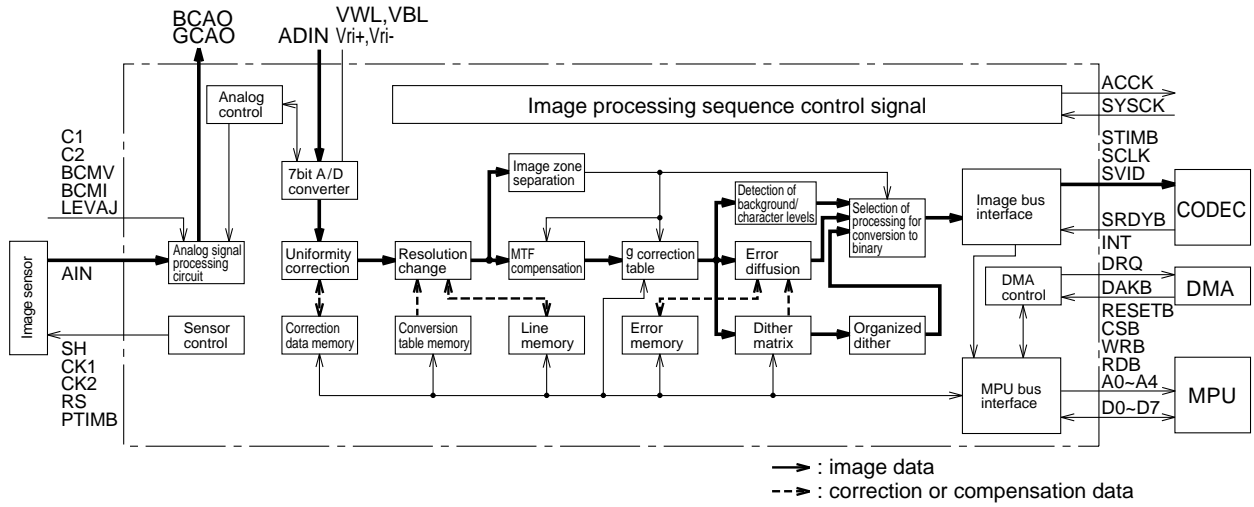 BCAO
GCAO
ADIN
VWL,VBL
Vri+,Vri-
Analog
control
Image processing sequence control signal
ACCK
SYSCK
C1
C2
BCMV
BCMI
LEVAJ
7bit A/D
converter
Image zone
separation
Detection of
background/
character levels
Selection of
processing for
conversion to
binary
Image bus
interface
STIMB
SCLK
SVID
SRDYB
CODEC
Image sensor
AIN
Analog signal
processing
circuit
Uniformity
correction
Resolution
change
MTF
compensation
g correction
table
Error
diffusion
INT
DRQ
DAKB
DMA
control
DMA
Sensor
control
Correction
data memory
Conversion
table memory
Line
memory
Error
memory
Dither
matrix
Organized
dither
SH
CK1
CK2
RS
PTIMB
MPU bus
interface
RESETB
CSB
WRB
RDB
A0~A4
D0~D7
MPU
: image data
: correction or compensation data